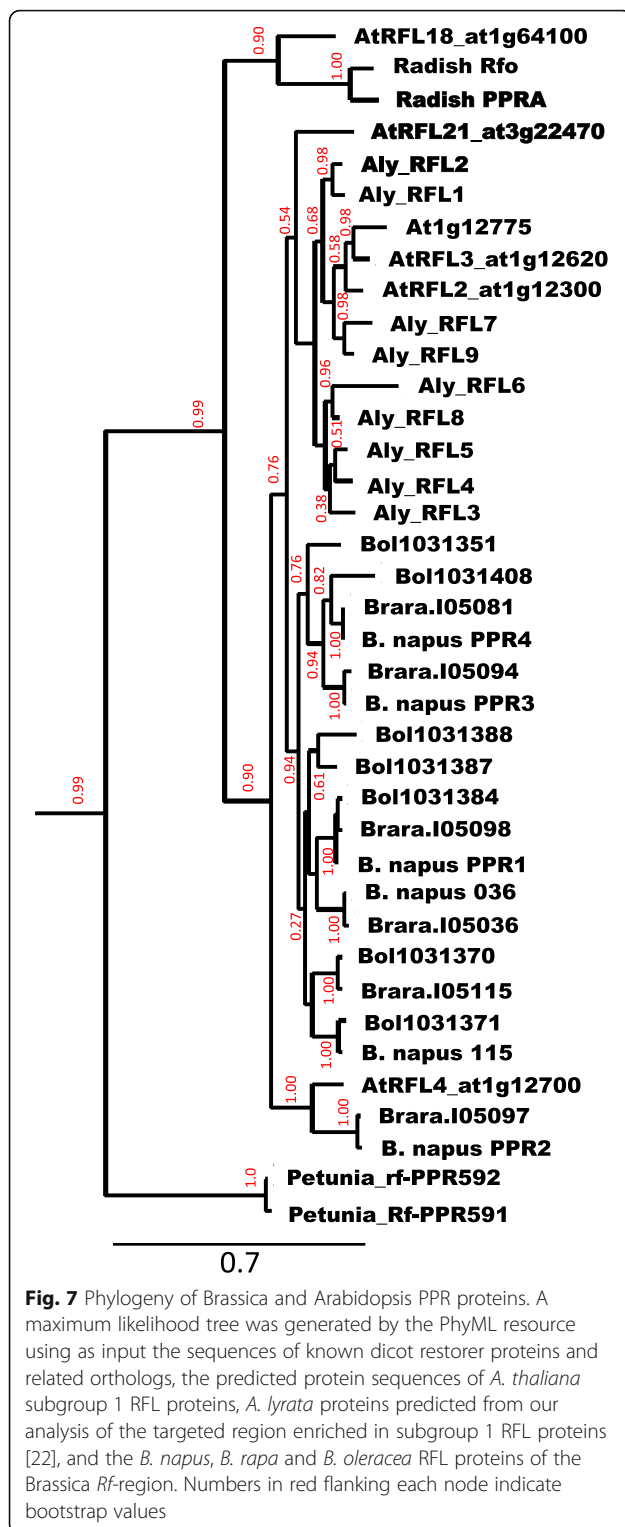 0.90
AtRFL18_at1g64100
1.00
Radish Rfo
Radish PPRA
AtRFL21_at3g22470
0.98
Aly_RFL2
Aly_RFL1
0.54
0.68
0.98
At1g12775
0.58
AtRFL3_at1g12620
AtRFL2_at1g12300
0.98
Aly_RFL7
Aly_RFL9
0.96
Aly_RFL6
Aly_RFL8
0.99
0.51
Aly_RFL5
0.76
Aly_RFL4
0.38
Aly_RFL3
0.76
Bol1031351
0.82
Bol1031408
Brara.I05081
1.00
B. napus PPR4
0.94
Brara.I05094
1.00
B. napus PPR3
Bol1031388
0.99
0.90
0.94
0.61
Bol1031387
Bol1031384
Brara.I05098
1.00
B. napus PPR1
B. napus 036
0.27
1.00
Brara.I05036
Bol1031370
1.00
Brara.I05115
Bol1031371
1.00
B. napus 115
1.00
AtRFL4_at1g12700
1.00
Brara.I05097
B. napus PPR2
1.0
Petunia_rf-PPR592
Petunia_Rf-PPR591
0.7
Fig. 7 Phylogeny of Brassica and Arabidopsis PPR proteins. A
maximum likelihood tree was generated by the PhyML resource
using as input the sequences of known dicot restorer proteins and
related orthologs, the predicted protein sequences of A. thaliana
subgroup 1 RFL proteins, A. lyrata proteins predicted from our
analysis of the targeted region enriched in subgroup 1 RFL proteins
[22], and the B. napus, B. rapa and B. oleracea RFL proteins of the
Brassica Rf-region. Numbers in red flanking each node indicate
bootstrap values